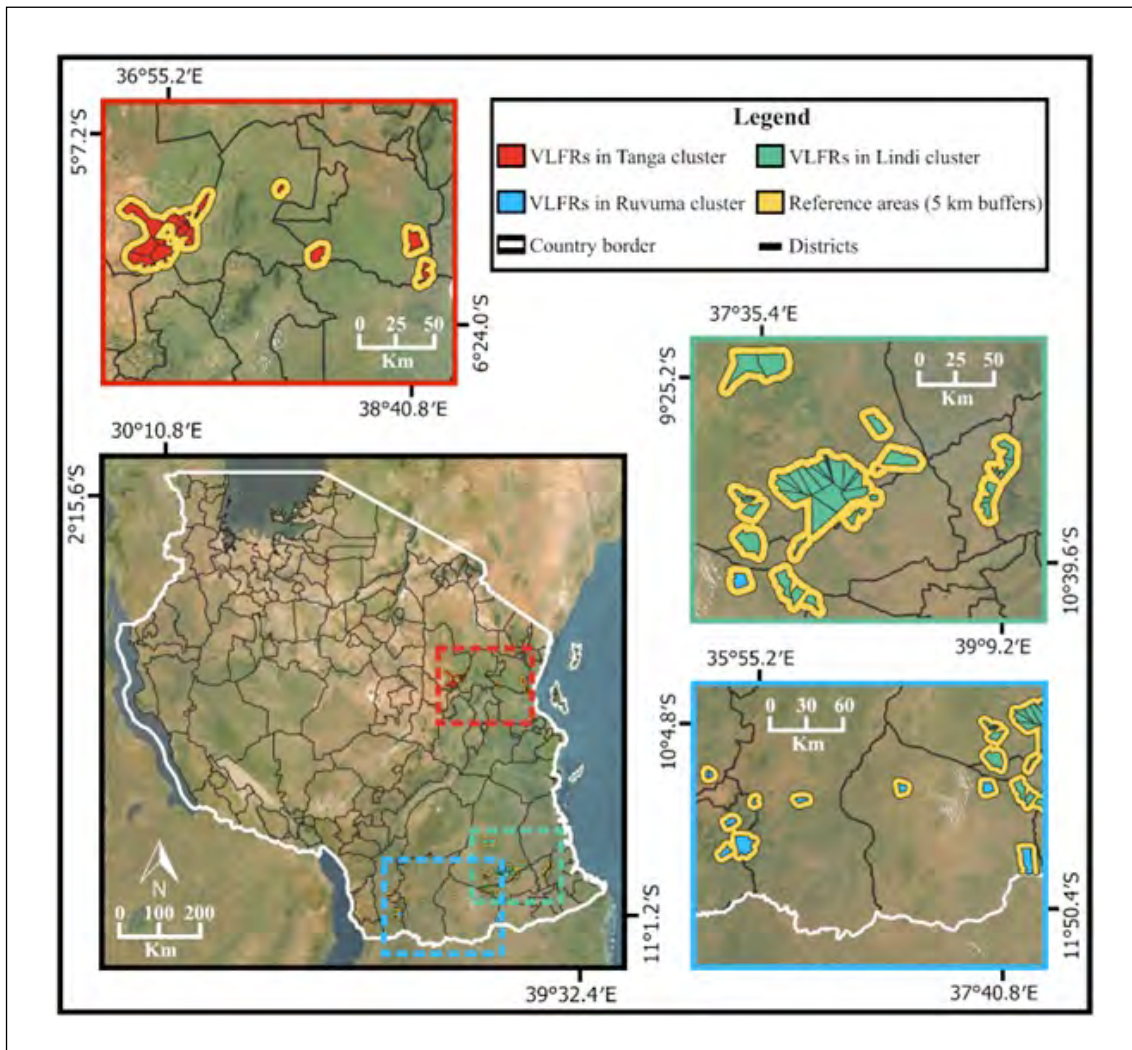 36°55.2′E
5°7.2′S
0 25 50
Km
6°24.0′S
38°40.8′E
Legend
VLFRs in Tanga cluster
VLFRs in Lindi cluster
VLFRs in Ruvuma cluster
Reference areas (5 km buffers)
Country border
Districts
37°35.4′E
9°25.2′S
0 25 50
Km
10°39.6′S
39°9.2′E
30°10.8′E
2°15.6′S
N
0 100 200
Km
11°1.2′S
39°32.4′E
35°55.2′E
10°4.8′S
0 30 60
Km
11°50.4′S
37°40.8′E